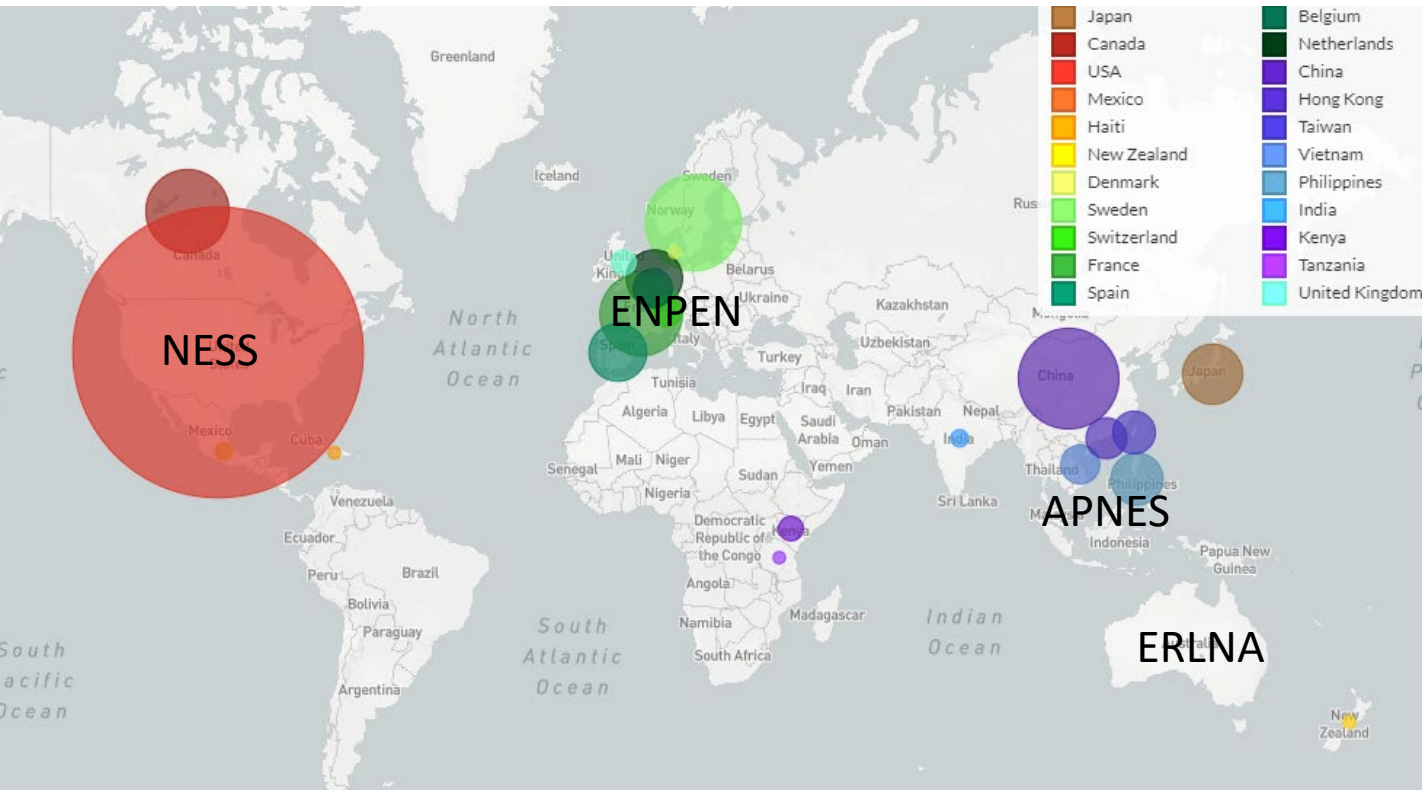 Japan
Canada
USA
Mexico
Haiti
New Zealand
Denmark
Sweden
Switzerland
France
Spain
Belgium
Netherlands
China
Hong Kong
Taiwan
Vietnam
Philippines
India
Kenya
Tanzania
United Kingdom
Greenland
Iceland
Sweden
Norway
Canada
Belarus
Ukraine
Kazakhstan
Mongolia
North
Atlantic
Ocean
NESS
ENPEN
Spain
Italy
Turkey
Uzbekistan
China
Japan
Tunisia
Iraq
Iran
Pakistan
Nepal
Algeria
Libya
Egypt
Saudi
Arabia
Oman
India
Mexico
Cuba
Mali
Niger
Sudan
Yemen
Senegal
Thailand
Philippines
Nigeria
Venezuela
Sri Lanka
APNES
Ecuador
Democratic
Republic of
the Congo
Kenya
Indonesia
Papua New
Guinea
Peru
Brazil
Angola
Bolivia
Paraguay
Namibia
Madagascar
Indian
Ocean
South
Atlantic
Ocean
South Africa
ERLNA
Australia
South
Ocean
Argentina
New
Zealand